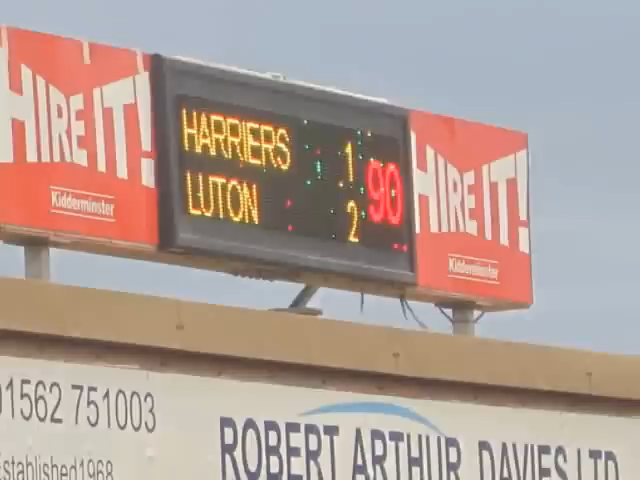 HIRE IT!
Kidderminster
HARRIERS 1
LUTON 2
90
HIRE IT!
Kidderminster
01562 751003
Established 1968
ROBERT ARTHUR DAVIES LTD